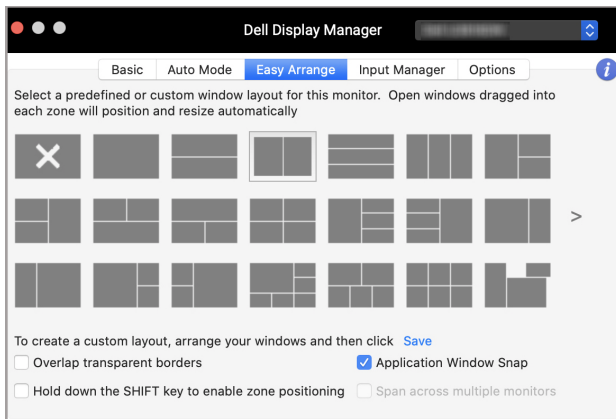 Dell Display Manager
Basic Auto Mode Easy Arrange Input Manager Options
Select a predefined or custom window layout for this monitor. Open windows dragged into
each zone will position and resize automatically
To create a custom layout, arrange your windows and then click Save
Overlap transparent borders Application Window Snap
Hold down the SHIFT key to enable zone positioning Span across multiple monitors